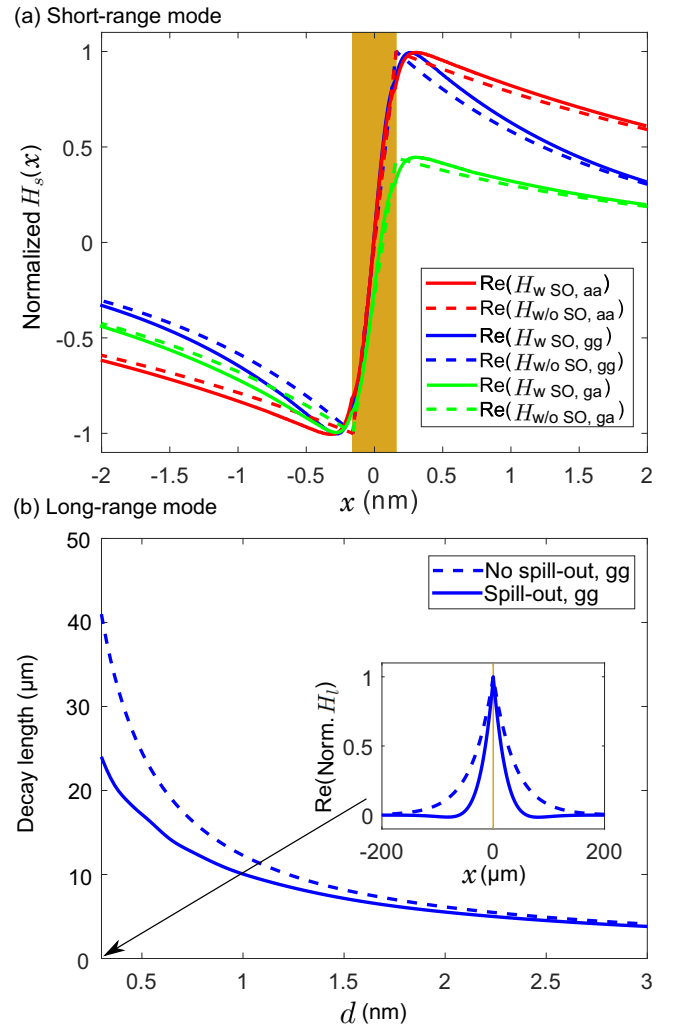 (a) Short-range mode
Normalized H_s(x)
1
0.5
0
-0.5
-1
Re(H_w SO, aa)
Re(H_w/o SO, aa)
Re(H_w SO, gg)
Re(H_w/o SO, gg)
Re(H_w SO, ga)
Re(H_w/o SO, ga)
-2 -1.5 -1 -0.5 0 0.5 1 1.5 2
x (nm)
(b) Long-range mode
Decay length (μm)
50
40
30
20
10
0
No spill-out, gg
Spill-out, gg
Re(Norm. H_l)
1
0.5
0
-200 0 200
x (μm)
0.5 1 1.5 2 2.5 3
d (nm)